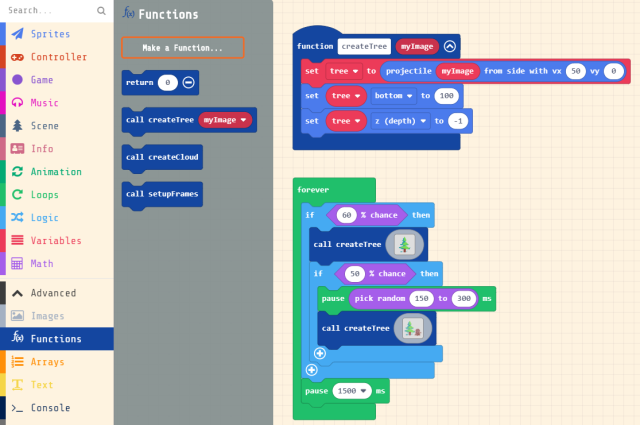 Search...
Sprites
Controller
Game
Music
Scene
Info
Animation
Loops
Logic
Variables
Math
Advanced
Images
f(x) Functions
Arrays
Text
Console
f(x) Functions
Make a Function...
return 0
call createTree myImage
call createCloud
call setupFrames
function createTree myImage
set tree to projectile myImage from side with vx 50 vy 0
set tree bottom to 100
set tree z (depth) to -1
forever
if 60 % chance then
call createTree
if 50 % chance then
pause pick random 150 to 300 ms
call createTree
pause 1500 ms